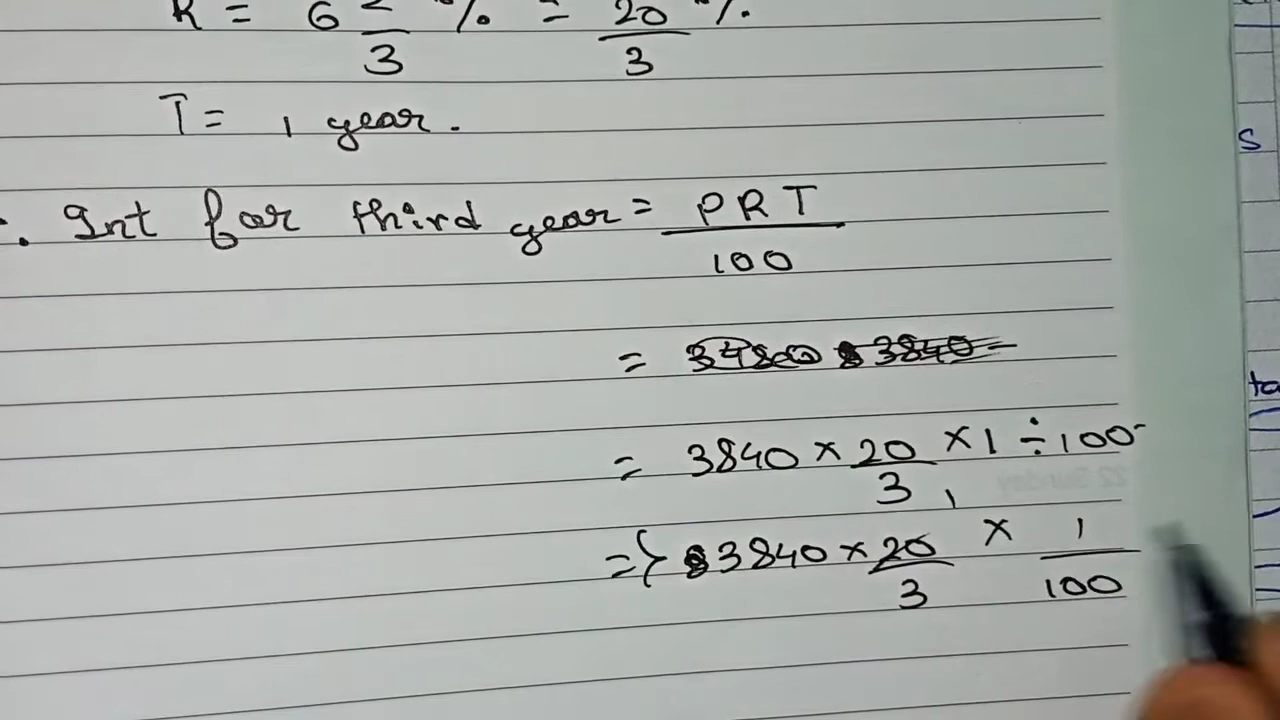 R = 6 2/3 % = 20/3 %.
T = 1 year.
∴ Int for third year = PRT/100
=
= 3840 × 20/3 × 1 ÷ 100
=> 3840 × 20/3 × 1/100
s